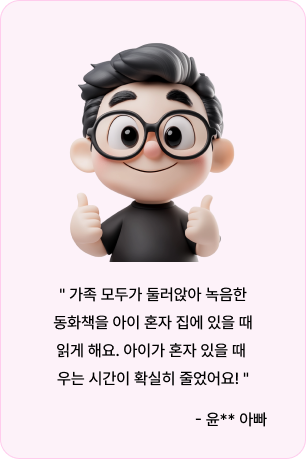 " 가족 모두가 둘러앉아 녹음한
동화책을 아이 혼자 집에 있을 때
읽게 해요. 아이가 혼자 있을 때
우는 시간이 확실히 줄었어요! "
- 윤** 아빠